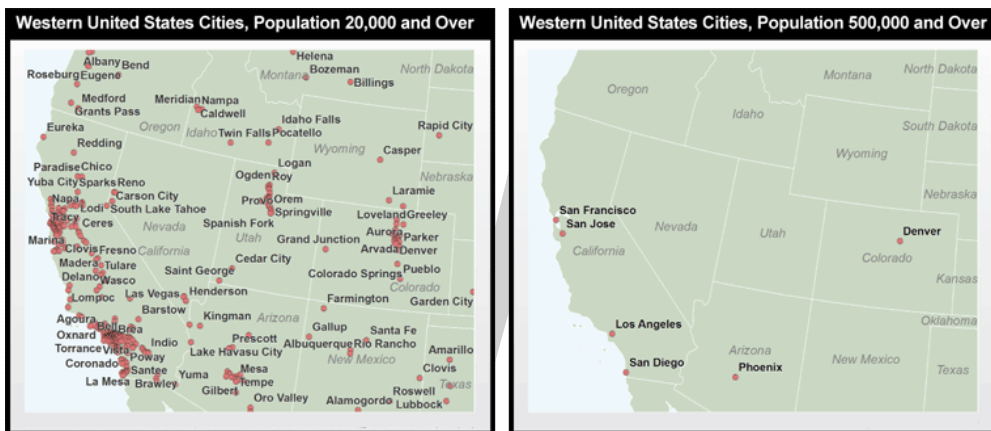 Western United States Cities, Population 20,000 and Over
Albany
Bend
Helena
Bozeman
Montana
North Dakota
Roseburg
Eugene
Billings
Medford
Grants Pass
Meridian
Nampa
Caldwell
Eureka
Oregon
Idaho
Idaho Falls
Twin Falls
Pocatello
Rapid City
Redding
Wyoming
Casper
Paradise
Chico
Logan
Yuba City
Sparks
Reno
Ogden
Roy
Nebraska
Napa
Carson City
Provo
Orem
Laramie
Lodi
South Lake Tahoe
Springville
Loveland
Greeley
Tracy
Ceres
Nevada
Spanish Fork
Aurora
Parker
Marina
Utah
Grand Junction
Arvada
Denver
Clovis
Fresno
California
Cedar City
Madera
Tulare
Saint George
Colorado Springs
Pueblo
Delano
Wasco
Colorado
Lompoc
Las Vegas
Henderson
Farmington
Garden City
Barstow
Agoura
Bell
Brea
Kingman
Arizona
Gallup
Santa Fe
Oxnard
Indio
Prescott
Albuquerque
Rio Rancho
Torrance
Vista
Lake Havasu City
Amarillo
Coronado
Poway
New Mexico
Santee
Yuma
Mesa
Clovis
La Mesa
Brawley
Tempe
Texas
Gilbert
Roswell
Oro Valley
Alamogordo
Lubbock
Western United States Cities, Population 500,000 and Over
North Dakota
Montana
Oregon
Idaho
South Dakota
Wyoming
Nebraska
San Francisco
San Jose
Nevada
Utah
Denver
California
Colorado
Kansas
Oklahoma
Los Angeles
Arizona
New Mexico
San Diego
Phoenix
Texas